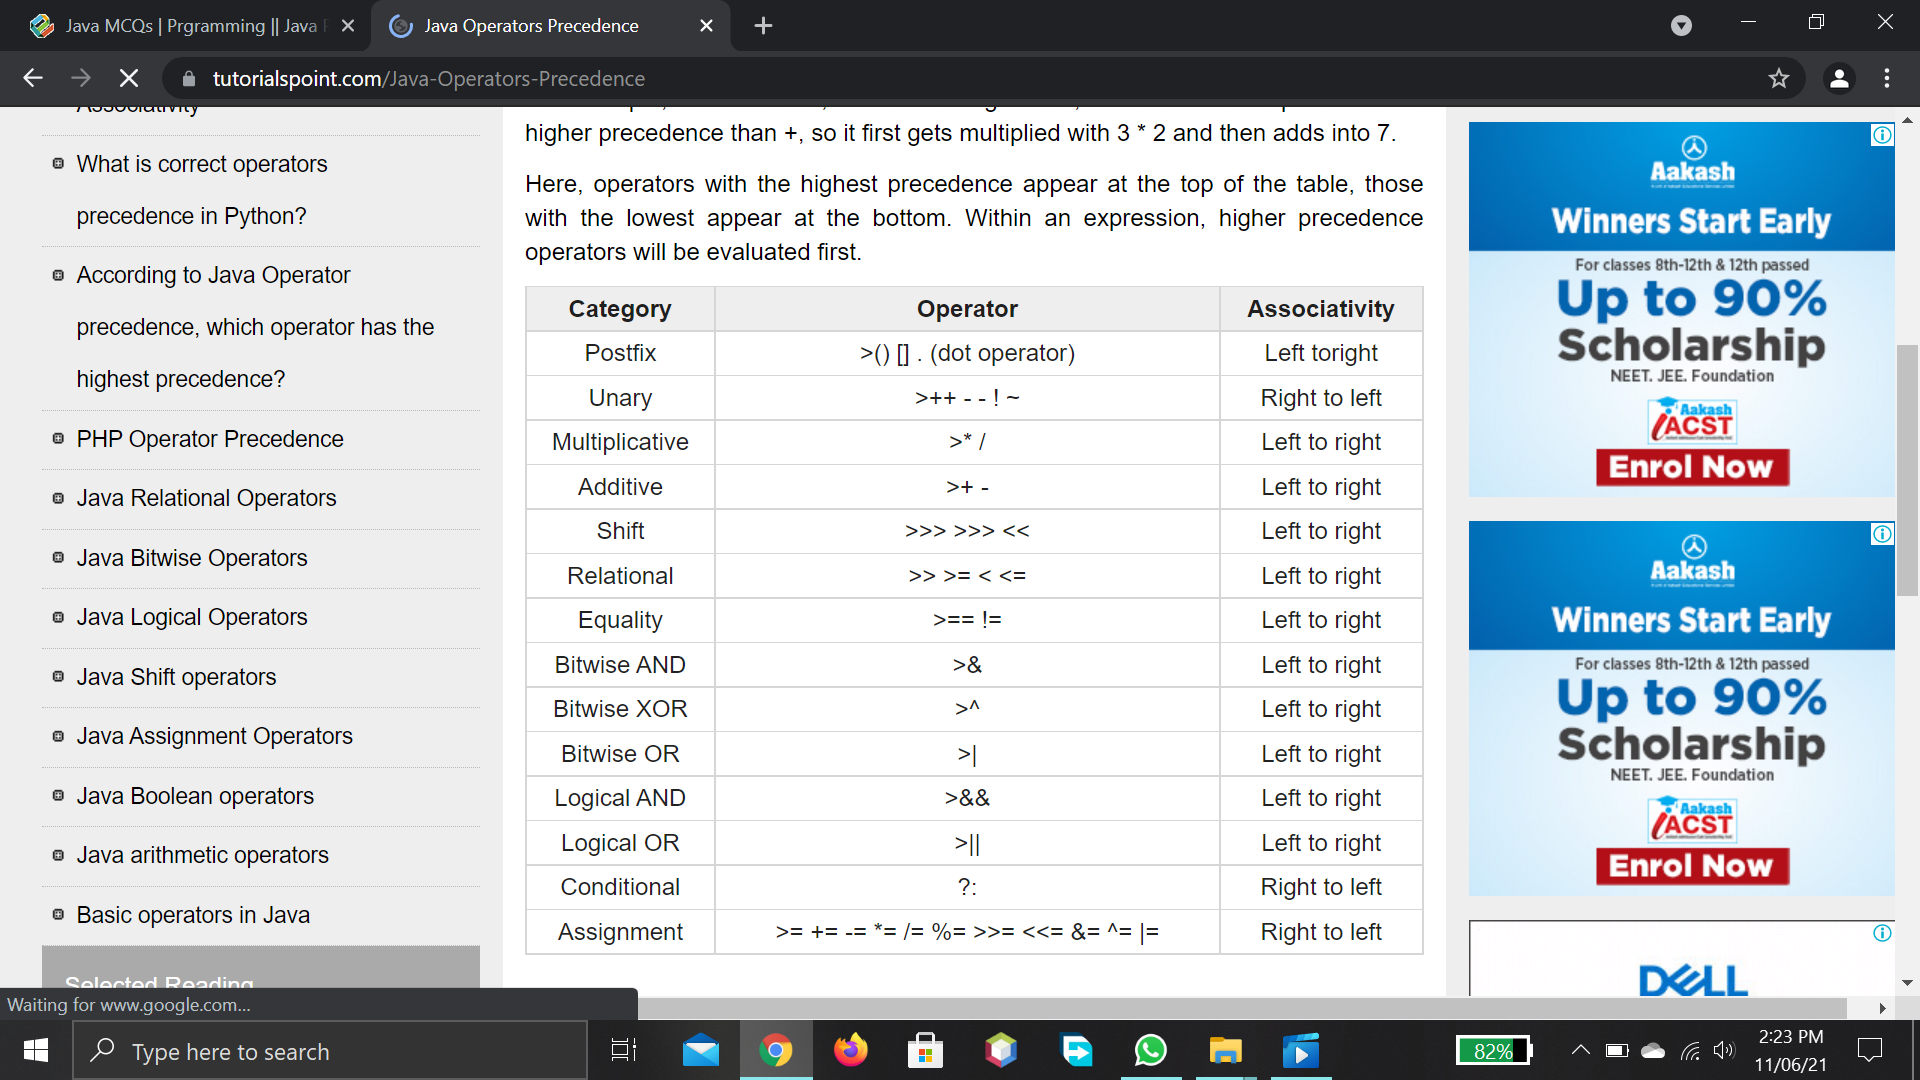 Java MCQs | Prgramming || Java
Java Operators Precedence
tutorialspoint.com/Java-Operators-Precedence
Associativity
What is correct operators
precedence in Python?
According to Java Operator
precedence, which operator has the
highest precedence?
PHP Operator Precedence
Java Relational Operators
Java Bitwise Operators
Java Logical Operators
Java Shift operators
Java Assignment Operators
Java Boolean operators
Java arithmetic operators
Basic operators in Java
Selected Reading
higher precedence than +, so it first gets multiplied with 3 * 2 and then adds into 7.
Here, operators with the highest precedence appear at the top of the table, those
with the lowest appear at the bottom. Within an expression, higher precedence
operators will be evaluated first.
Category Operator Associativity
Postfix >() [] . (dot operator) Left toright
Unary >++ - - ! ~ Right to left
Multiplicative >* / Left to right
Additive >+ - Left to right
Shift >>> >>> << Left to right
Relational >> >= < <= Left to right
Equality >== != Left to right
Bitwise AND >& Left to right
Bitwise XOR >^ Left to right
Bitwise OR >| Left to right
Logical AND >&& Left to right
Logical OR >|| Left to right
Conditional ?: Right to left
Assignment >= += -= *= /= %= >>= <<= &= ^= |= Right to left
Aakash
Winners Start Early
For classes 8th-12th & 12th passed
Up to 90%
Scholarship
NEET. JEE. Foundation
Aakash
iACST
Enrol Now
Aakash
Winners Start Early
For classes 8th-12th & 12th passed
Up to 90%
Scholarship
NEET. JEE. Foundation
Aakash
iACST
Enrol Now
DELL
Waiting for www.google.com...
Type here to search
82%
2:23 PM
11/06/21